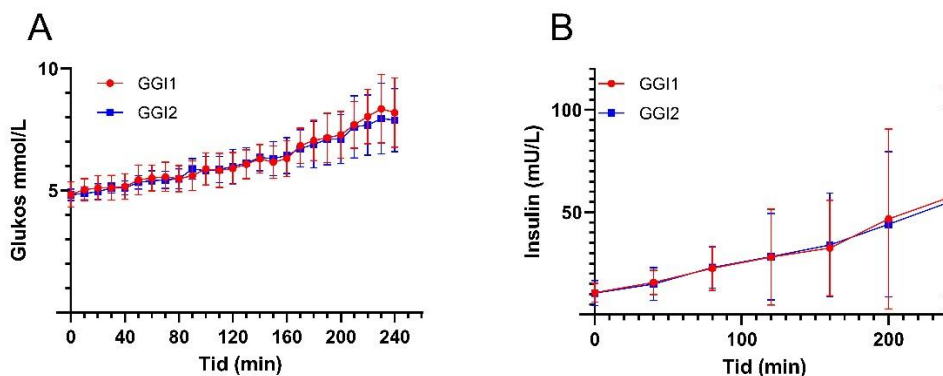 A
Glukos mmol/L
10
5
0
GGI1
GGI2
0 40 80 120 160 200 240
Tid (min)
B
Insulin (mU/L)
100
50
GGI1
GGI2
0 100 200
Tid (min)